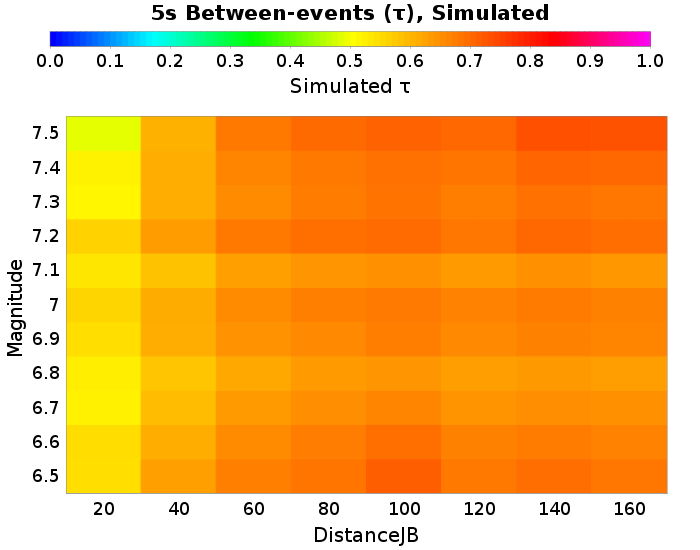 5s Between-events (τ), Simulated
0.0 0.1 0.2 0.3 0.4 0.5 0.6 0.7 0.8 0.9 1.0
Simulated τ
Magnitude
7.5
7.4
7.3
7.2
7.1
7
6.9
6.8
6.7
6.6
6.5
20 40 60 80 100 120 140 160
DistanceJB